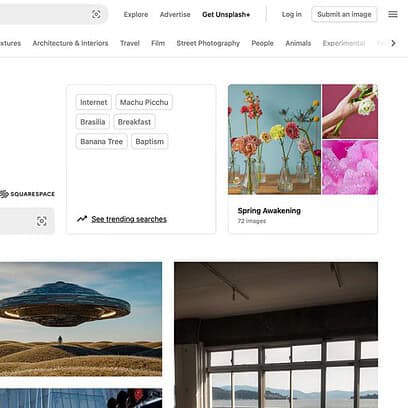 Explore Advertise Get Unsplash+ Log in Submit an image
Architecture & Interiors Travel Film Street Photography People Animals Experimental
Internet Machu Picchu
Brasilia Breakfast
Banana Tree Baptism
SQUARESPACE
See trending searches
Spring Awakening
72 images